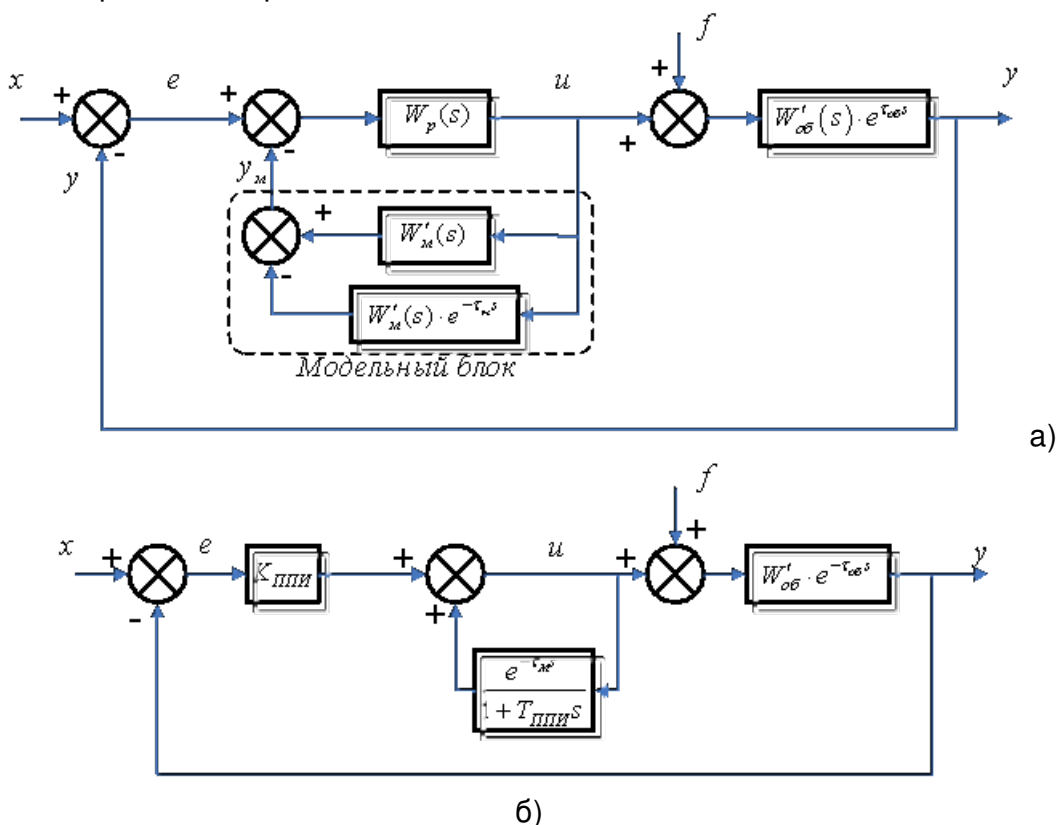 f
x + e + u + y
W_p(s)
W'_об(s)·e^{τ_об s}
- - +
y y_м
+ W'_м(s)
-
W'_м(s)·e^{-τ_м s}
Модельный блок
а)
f
x + e + u + + y
K_ППИ
W'_об·e^{-τ_об s}
- +
e^{-τ_м s}
1 + T_ППИ s
б)